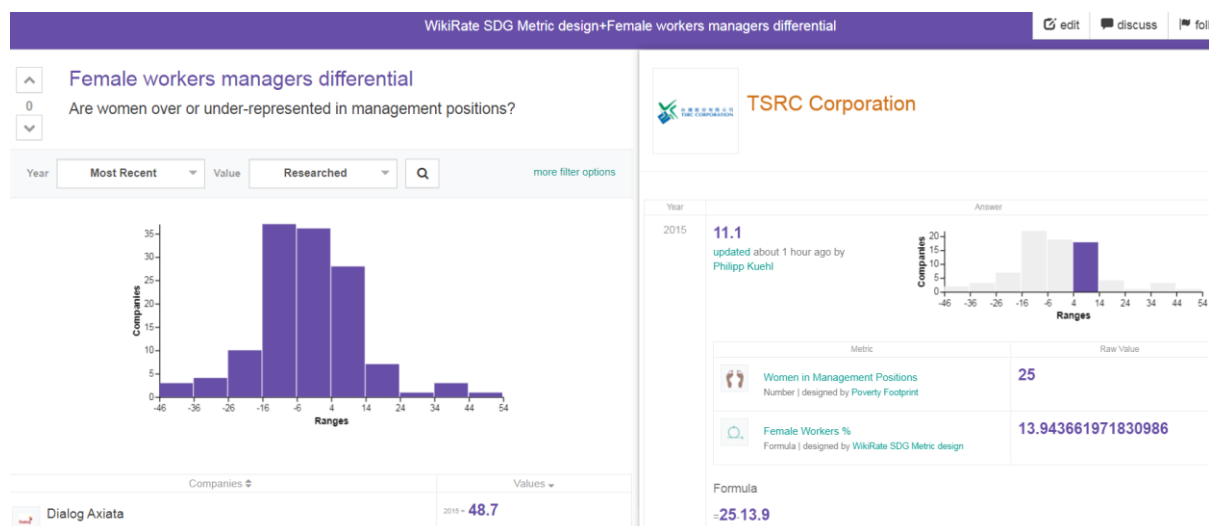 WikiRate SDG Metric design+Female workers managers differential
edit
discuss
foll
Female workers managers differential
0
Are women over or under-represented in management positions?
Year
Most Recent
Value
Researched
more filter options
35
30
25
20
15
10
5
0
Companies
-46 -36 -26 -16 -6 4 14 24 34 44 54
Ranges
Companies
Values
Dialog Axiata
2015 = 48.7
TSRC CORPORATION
TSRC Corporation
Year
Answer
2015
11.1
updated about 1 hour ago by
Philipp Kuehl
20
15
10
5
0
Companies
-46 -36 -26 -16 -6 4 14 24 34 44 54
Ranges
Metric
Raw Value
Women in Management Positions
25
Number | designed by Poverty Footprint
Female Workers %
13.943661971830986
Formula | designed by WikiRate SDG Metric design
Formula
=25-13.9